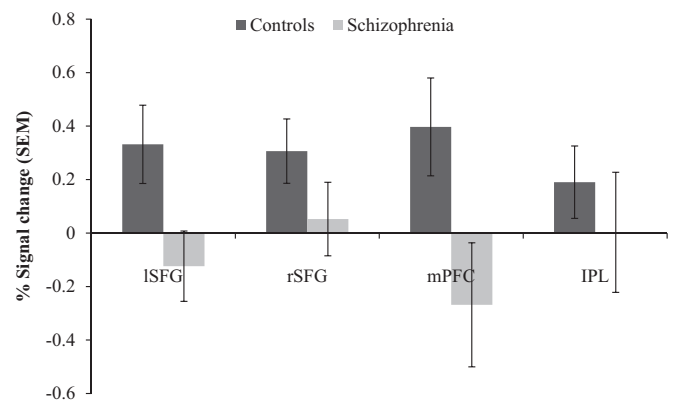 0.8
Controls Schizophrenia
0.6
0.4
0.2
0
-0.2
-0.4
-0.6
% Signal change (SEM)
lSFG rSFG mPFC IPL